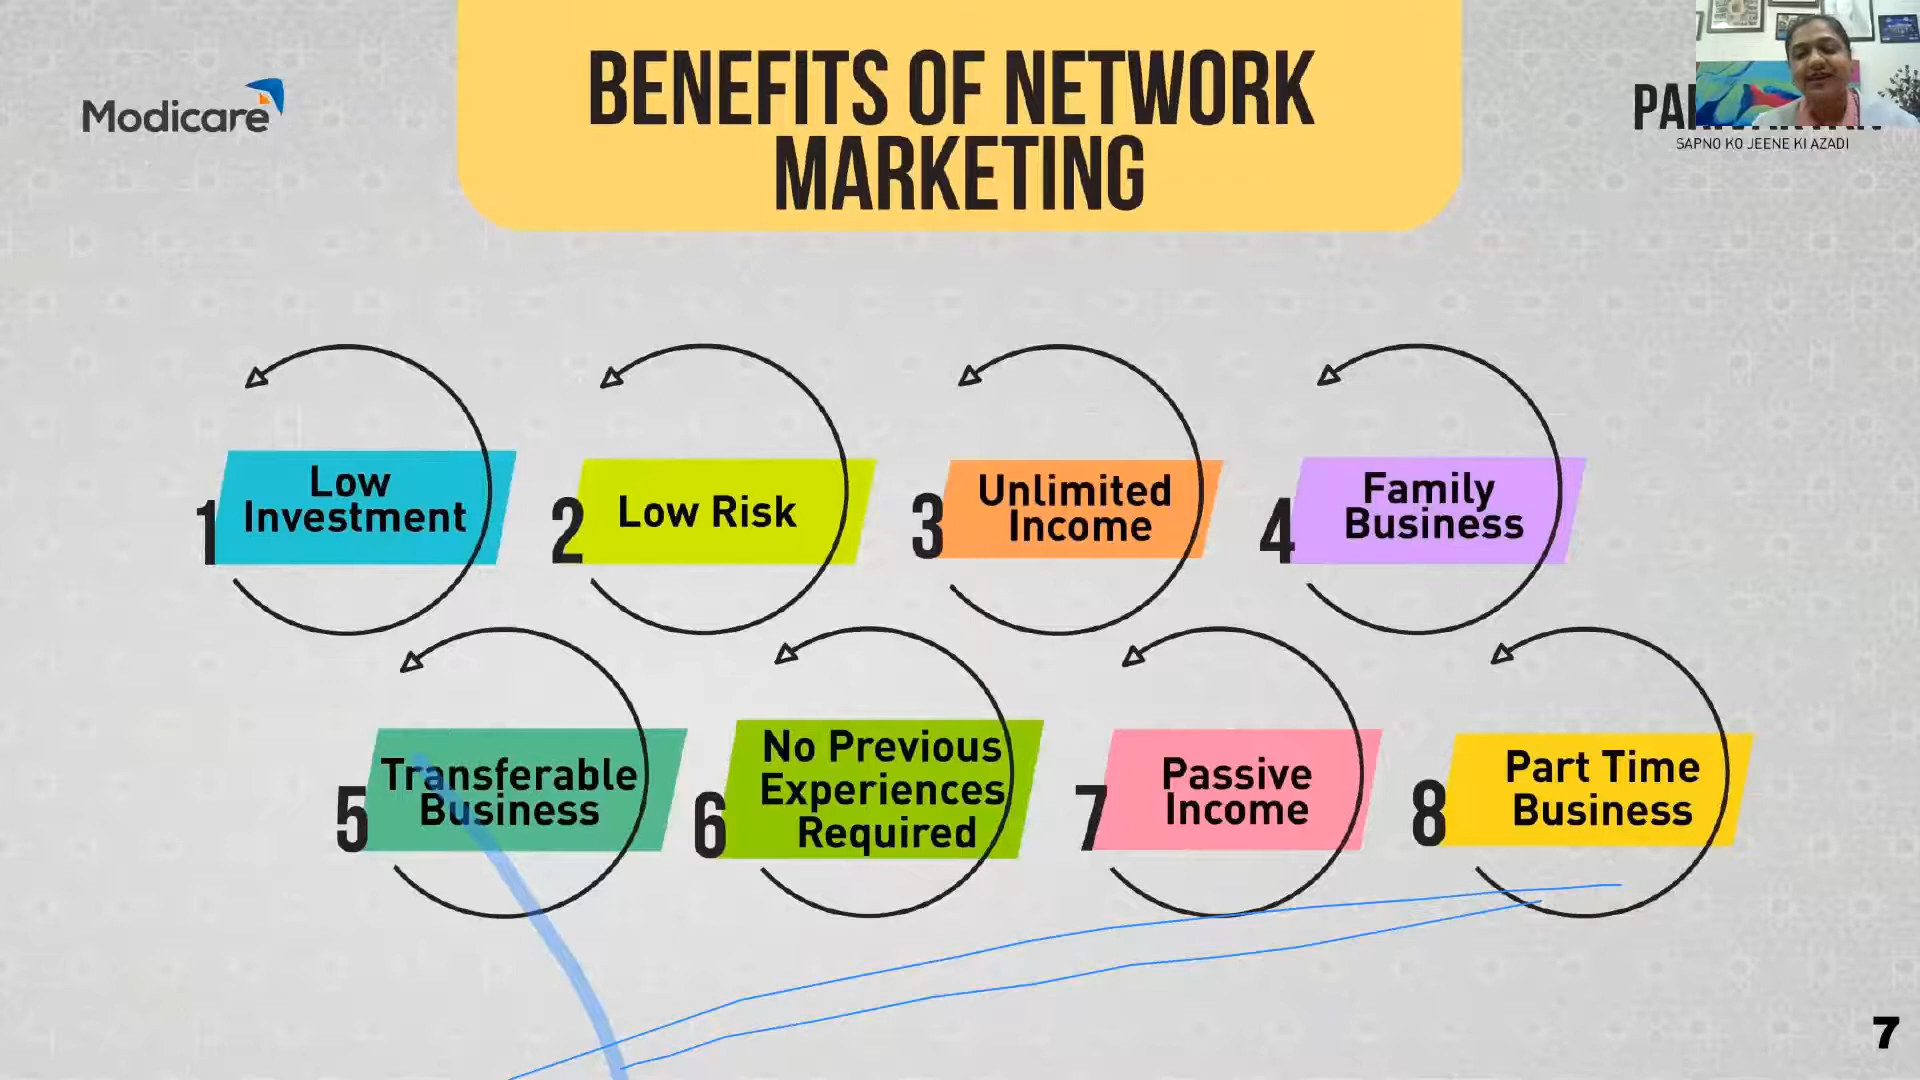 BENEFITS OF NETWORK
MARKETING
Modicare
SAPNO KO JEENE KI AZADI
1
Low
Investment
2
Low Risk
3
Unlimited
Income
4
Family
Business
5
Transferable
Business
6
No Previous
Experiences
Required
7
Passive
Income
8
Part Time
Business
7